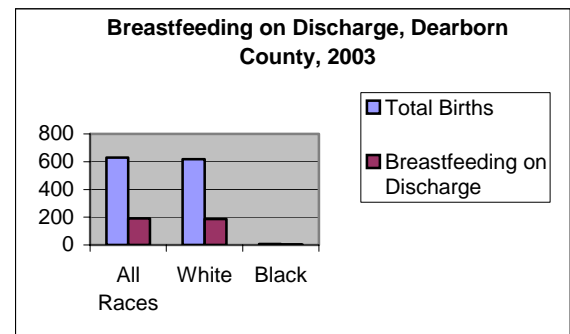 Breastfeeding on Discharge, Dearborn
County, 2003
Total Births
Breastfeeding on
Discharge
800
600
400
200
0
All
Races
White
Black